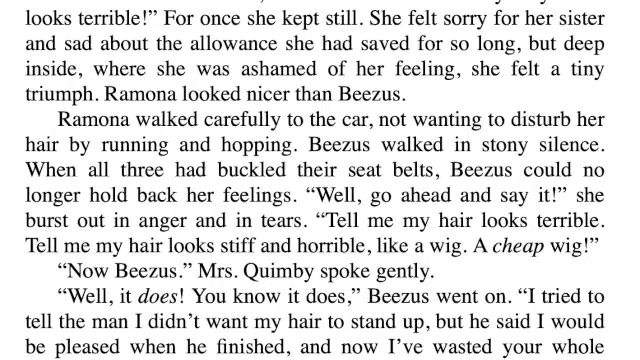 looks terrible!” For once she kept still. She felt sorry for her sister
and sad about the allowance she had saved for so long, but deep
inside, where she was ashamed of her feeling, she felt a tiny
triumph. Ramona looked nicer than Beezus.
Ramona walked carefully to the car, not wanting to disturb her
hair by running and hopping. Beezus walked in stony silence.
When all three had buckled their seat belts, Beezus could no
longer hold back her feelings. “Well, go ahead and say it!” she
burst out in anger and in tears. “Tell me my hair looks terrible.
Tell me my hair looks stiff and horrible, like a wig. A cheap wig!”
“Now Beezus.” Mrs. Quimby spoke gently.
“Well, it does! You know it does,” Beezus went on. “I tried to
tell the man I didn’t want my hair to stand up, but he said I would
be pleased when he finished, and now I’ve wasted your whole